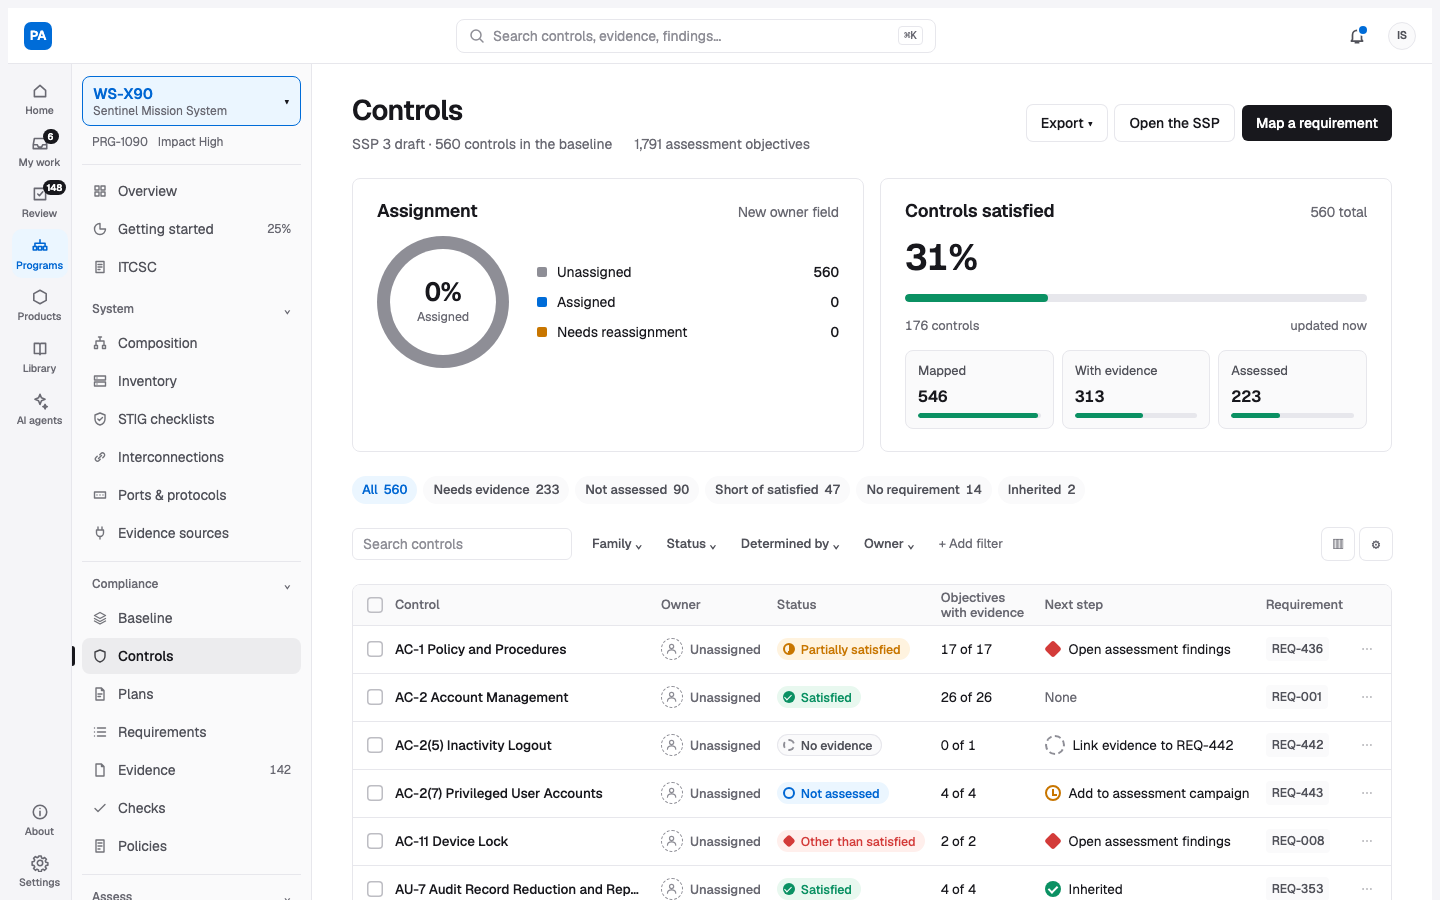 PA
Search controls, evidence, findings...
⌘K
IS
Home
6
My work
148
Review
Programs
Products
Library
AI agents
About
Settings
WS-X90
Sentinel Mission System
PRG-1090 Impact High
Overview
Getting started 25%
ITCSC
System
Composition
Inventory
STIG checklists
Interconnections
Ports & protocols
Evidence sources
Compliance
Baseline
Controls
Plans
Requirements
Evidence 142
Checks
Policies
Assess
Controls
SSP 3 draft · 560 controls in the baseline 1,791 assessment objectives
Export
Open the SSP
Map a requirement
Assignment New owner field
0%
Assigned
Unassigned 560
Assigned 0
Needs reassignment 0
Controls satisfied 560 total
31%
176 controls updated now
Mapped
546
With evidence
313
Assessed
223
All 560 Needs evidence 233 Not assessed 90 Short of satisfied 47 No requirement 14 Inherited 2
Search controls Family Status Determined by Owner + Add filter
Control Owner Status Objectives with evidence Next step Requirement
AC-1 Policy and Procedures Unassigned Partially satisfied 17 of 17 Open assessment findings REQ-436 ...
AC-2 Account Management Unassigned Satisfied 26 of 26 None REQ-001 ...
AC-2(5) Inactivity Logout Unassigned No evidence 0 of 1 Link evidence to REQ-442 REQ-442 ...
AC-2(7) Privileged User Accounts Unassigned Not assessed 4 of 4 Add to assessment campaign REQ-443 ...
AC-11 Device Lock Unassigned Other than satisfied 2 of 2 Open assessment findings REQ-008 ...
AU-7 Audit Record Reduction and Rep... Unassigned Satisfied 4 of 4 Inherited REQ-353 ...